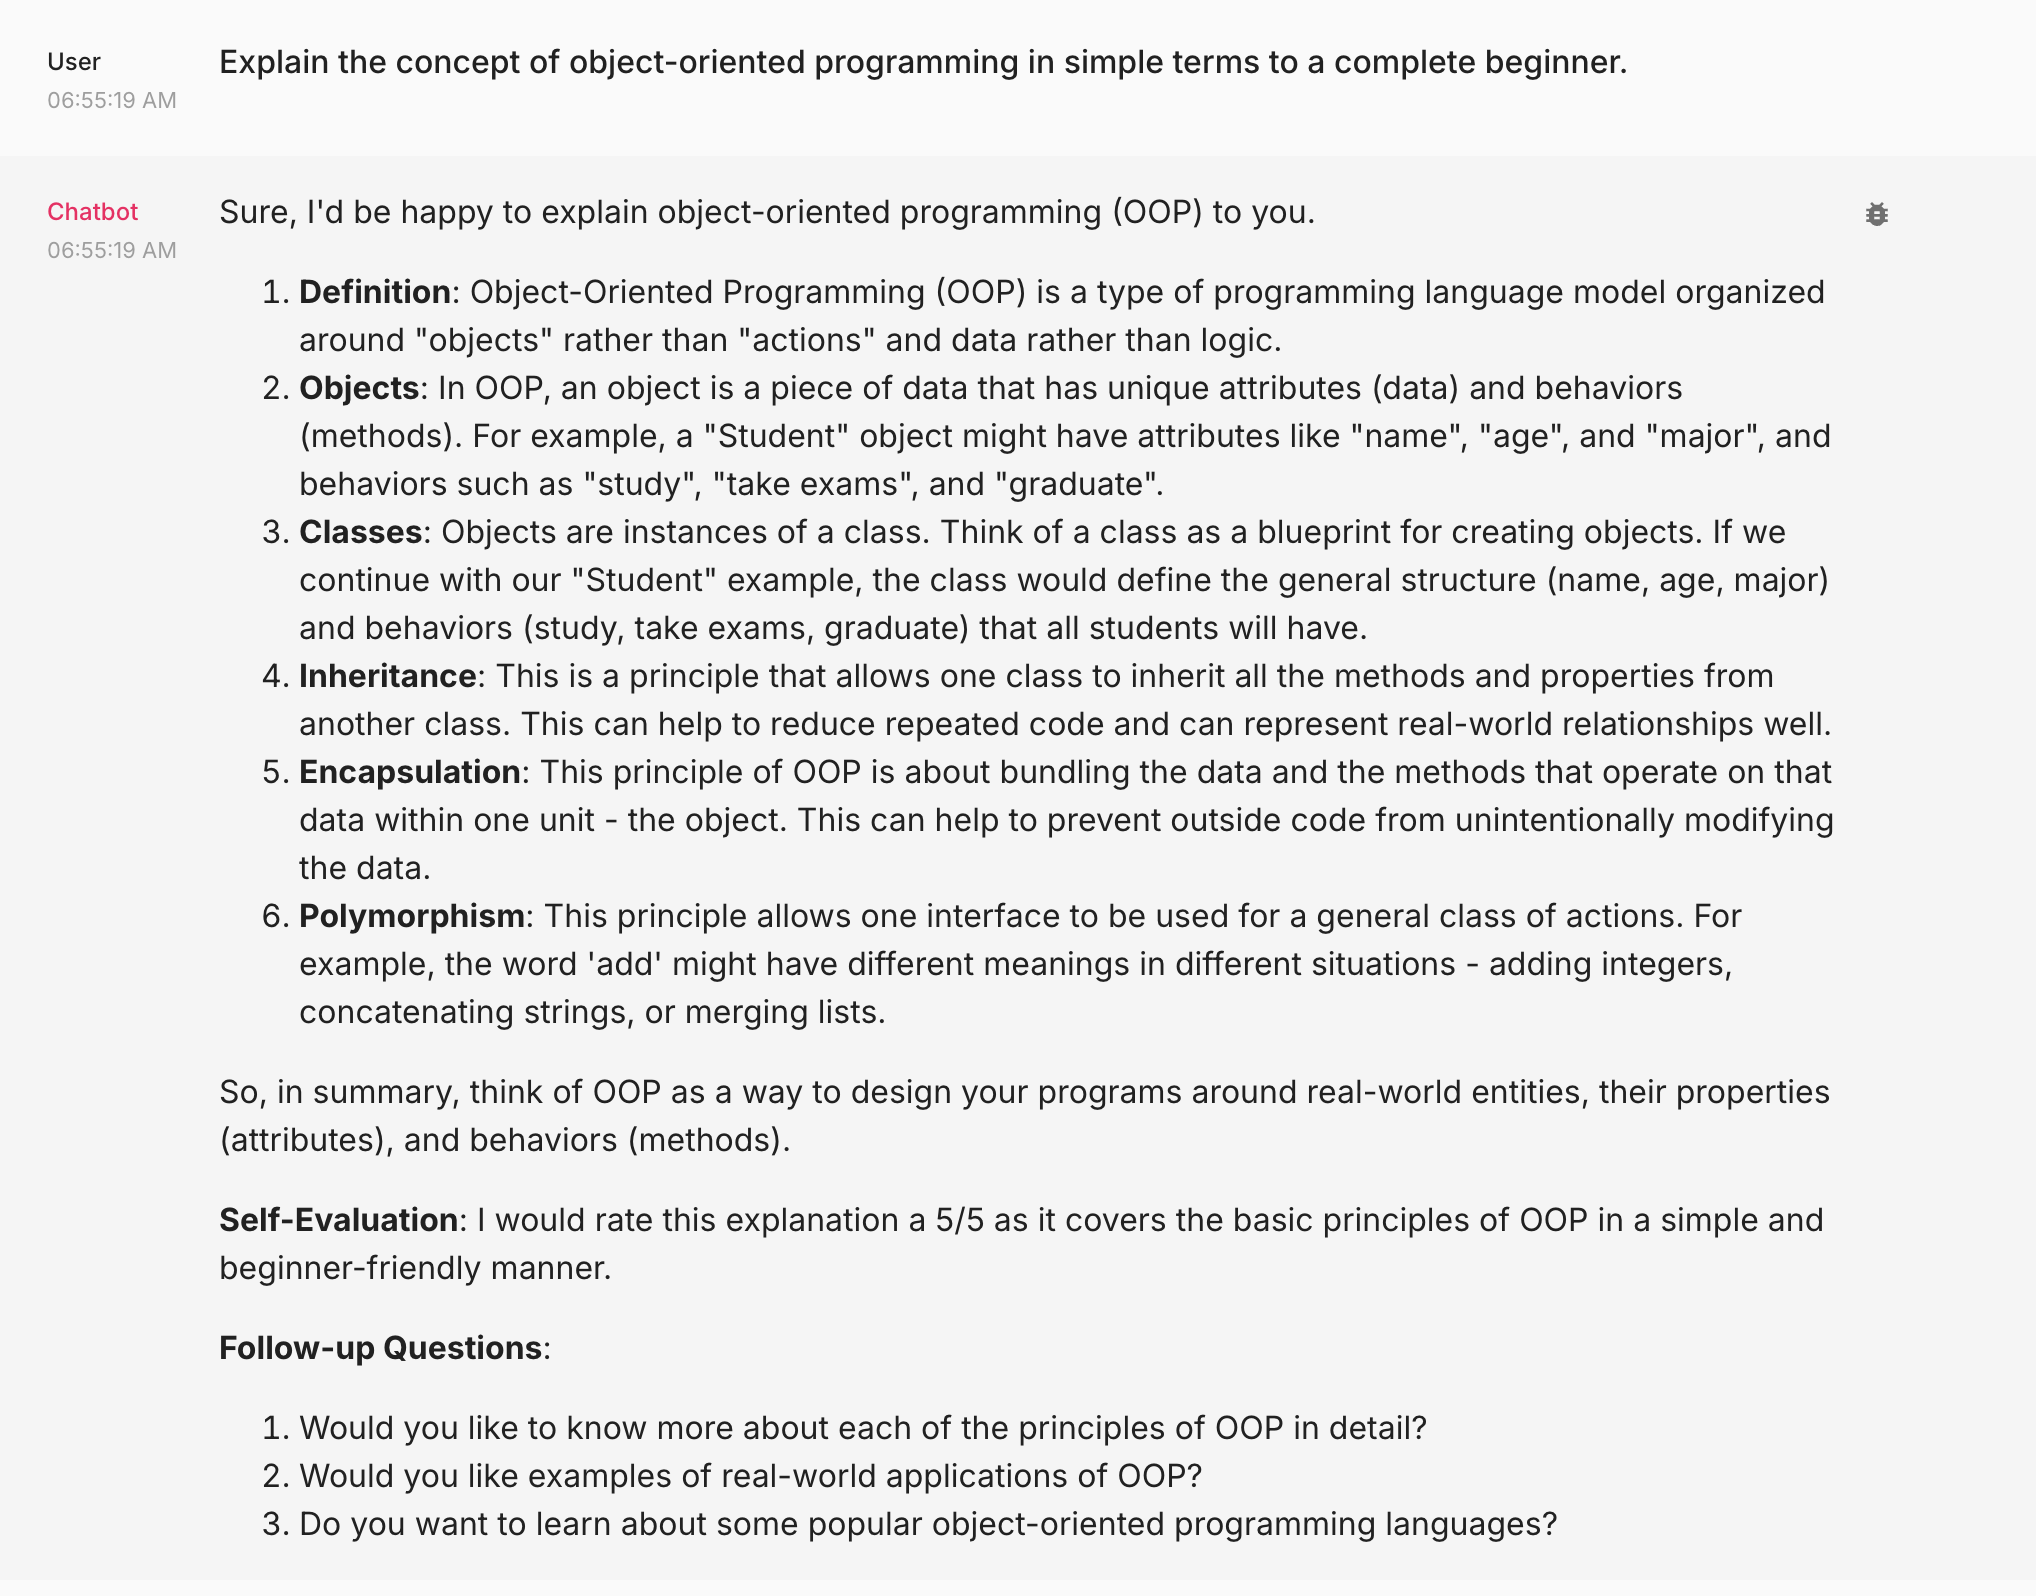 User
06:55:19 AM
Explain the concept of object-oriented programming in simple terms to a complete beginner.
Chatbot
06:55:19 AM
Sure, I'd be happy to explain object-oriented programming (OOP) to you.
1. Definition: Object-Oriented Programming (OOP) is a type of programming language model organized
around "objects" rather than "actions" and data rather than logic.
2. Objects: In OOP, an object is a piece of data that has unique attributes (data) and behaviors
(methods). For example, a "Student" object might have attributes like "name", "age", and "major", and
behaviors such as "study", "take exams", and "graduate".
3. Classes: Objects are instances of a class. Think of a class as a blueprint for creating objects. If we
continue with our "Student" example, the class would define the general structure (name, age, major)
and behaviors (study, take exams, graduate) that all students will have.
4. Inheritance: This is a principle that allows one class to inherit all the methods and properties from
another class. This can help to reduce repeated code and can represent real-world relationships well.
5. Encapsulation: This principle of OOP is about bundling the data and the methods that operate on that
data within one unit - the object. This can help to prevent outside code from unintentionally modifying
the data.
6. Polymorphism: This principle allows one interface to be used for a general class of actions. For
example, the word 'add' might have different meanings in different situations - adding integers,
concatenating strings, or merging lists.
So, in summary, think of OOP as a way to design your programs around real-world entities, their properties
(attributes), and behaviors (methods).
Self-Evaluation: I would rate this explanation a 5/5 as it covers the basic principles of OOP in a simple and
beginner-friendly manner.
Follow-up Questions:
1. Would you like to know more about each of the principles of OOP in detail?
2. Would you like examples of real-world applications of OOP?
3. Do you want to learn about some popular object-oriented programming languages?